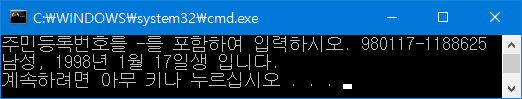 C:\WINDOWS\system32\cmd.exe
주민등록번호를 -를 포함하여 입력하시오. 980117-1188625
남성, 1998년 1월 17일생 입니다.
계속하려면 아무 키나 누르십시오 . . .